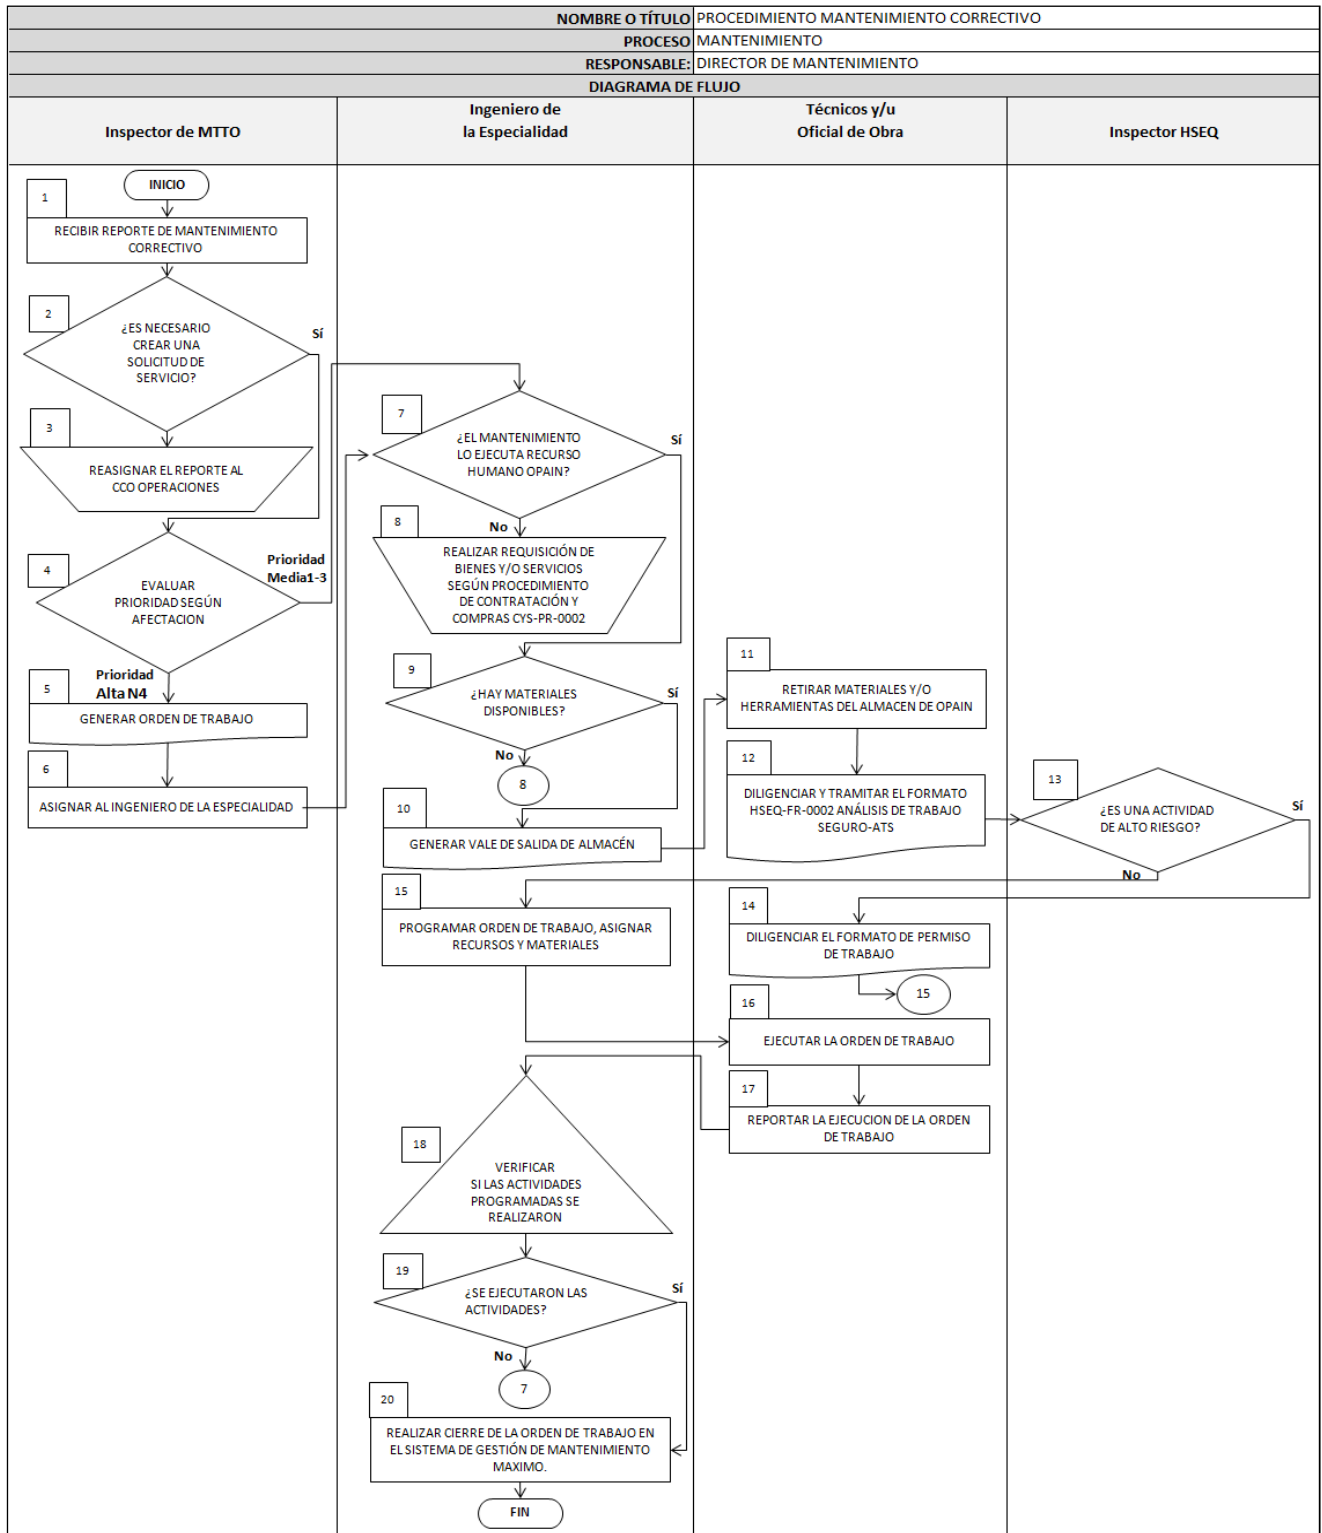 NOMBRE O TÍTULO PROCEDIMIENTO MANTENIMIENTO CORRECTIVO
PROCESO MANTENIMIENTO
RESPONSABLE: DIRECTOR DE MANTENIMIENTO
DIAGRAMA DE FLUJO
Inspector de MTTO
Ingeniero de
la Especialidad
Técnicos y/u
Oficial de Obra
Inspector HSEQ
INICIO
1
RECIBIR REPORTE DE MANTENIMIENTO
CORRECTIVO
2
¿ES NECESARIO
CREAR UNA
SOLICITUD DE
SERVICIO?
Sí
3
REASIGNAR EL REPORTE AL
CCO OPERACIONES
4
EVALUAR
PRIORIDAD SEGÚN
AFECTACION
Prioridad
Media1-3
Prioridad
Alta N4
5
GENERAR ORDEN DE TRABAJO
6
ASIGNAR AL INGENIERO DE LA ESPECIALIDAD
7
¿EL MANTENIMIENTO
LO EJECUTA RECURSO
HUMANO OPAIN?
Sí
No
8
REALIZAR REQUISICIÓN DE
BIENES Y/O SERVICIOS
SEGÚN PROCEDIMIENTO
DE CONTRATACIÓN Y
COMPRAS CYS-PR-0002
9
¿HAY MATERIALES
DISPONIBLES?
Sí
No
8
10
GENERAR VALE DE SALIDA DE ALMACÉN
11
RETIRAR MATERIALES Y/O
HERRAMIENTAS DEL ALMACEN DE OPAIN
12
DILIGENCIAR Y TRAMITAR EL FORMATO
HSEQ-FR-0002 ANÁLISIS DE TRABAJO
SEGURO-ATS
13
¿ES UNA ACTIVIDAD
DE ALTO RIESGO?
Sí
No
14
DILIGENCIAR EL FORMATO DE PERMISO
DE TRABAJO
15
15
PROGRAMAR ORDEN DE TRABAJO, ASIGNAR
RECURSOS Y MATERIALES
16
EJECUTAR LA ORDEN DE TRABAJO
17
REPORTAR LA EJECUCION DE LA ORDEN
DE TRABAJO
18
VERIFICAR
SI LAS ACTIVIDADES
PROGRAMADAS SE
REALIZARON
19
¿SE EJECUTARON LAS
ACTIVIDADES?
Sí
No
7
20
REALIZAR CIERRE DE LA ORDEN DE TRABAJO EN
EL SISTEMA DE GESTIÓN DE MANTENIMIENTO
MAXIMO.
FIN